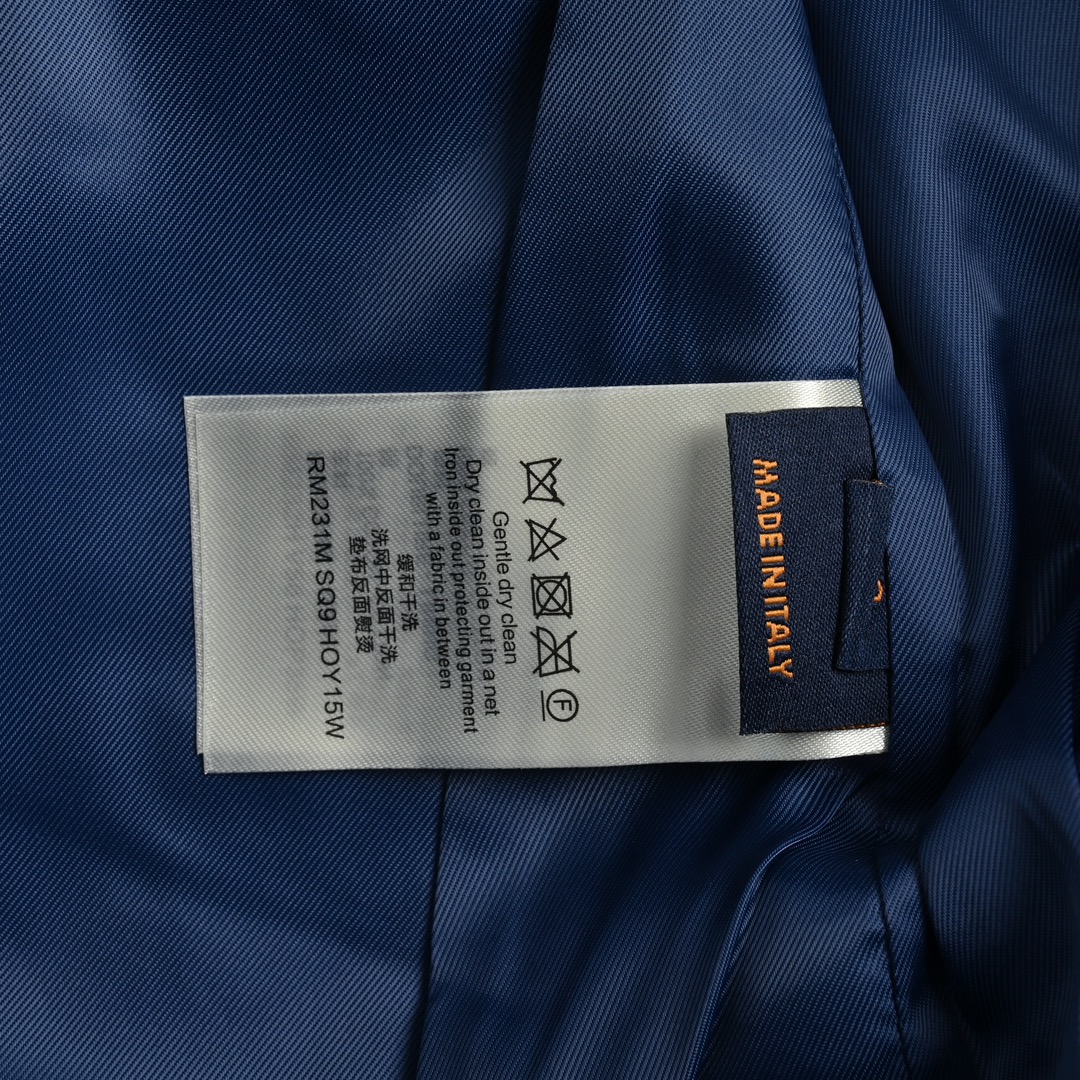 MADE IN ITALY
F
Gentle dry clean
Dry clean inside out in a net
Iron inside out protecting garment
with a fabric in between
缓和干洗
洗网中反面干洗
垫布反面熨烫
RM231M SQ9 HOY15W